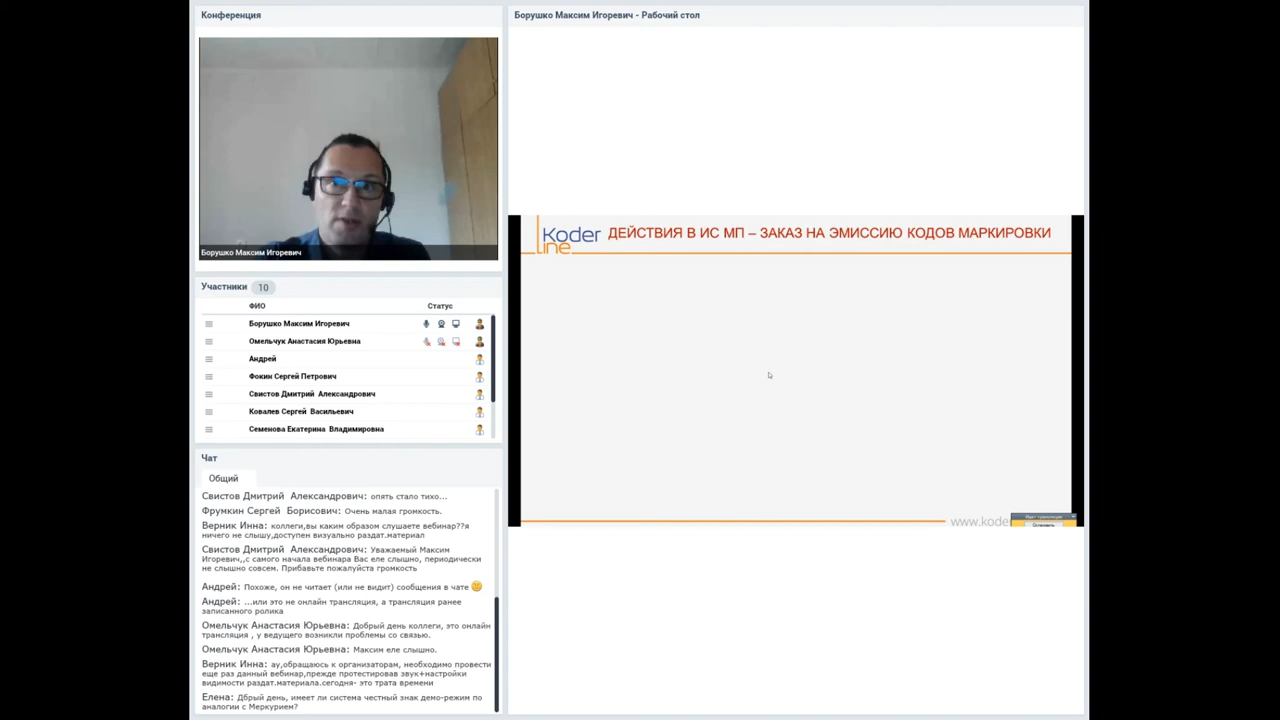 Конференция
Борушко Максим Игоревич
Участники 10
ФИО Статус
Борушко Максим Игоревич
Омельчук Анастасия Юрьевна
Андрей
Фокин Сергей Петрович
Свистов Дмитрий Александрович
Ковалев Сергей Васильевич
Семенова Екатерина Владимировна
Чат
Общий
Свистов Дмитрий Александрович: опять стало тихо...
Фрумкин Сергей Борисович: Очень малая громкость.
Верник Инна: коллеги,вы каким образом слушаете вебинар??я
ничего не слышу,доступен визуально раздат.материал
Свистов Дмитрий Александрович: Уважаемый Максим
Игоревич,,с самого начала вебинара Вас еле слышно, периодически
не слышно совсем. Прибавьте пожалуйста громкость
Андрей: Похоже, он не читает (или не видит) сообщения в чате
Андрей: ...или это не онлайн трансляция, а трансляция ранее
записанного ролика
Омельчук Анастасия Юрьевна: Добрый день коллеги, это онлайн
трансляция , у ведущего возникли проблемы со связью.
Омельчук Анастасия Юрьевна: Максим еле слышно.
Верник Инна: ау,обращаюсь к организаторам, необходимо провести
еще раз данный вебинар,прежде протестировав звук+настройки
видимости раздат.материала.сегодня- это трата времени
Елена: Дбрый день, имеет ли система честный знак демо-режим по
аналогии с Меркурием?
Борушко Максим Игоревич - Рабочий стол
Koder
line
ДЕЙСТВИЯ В ИС МП – ЗАКАЗ НА ЭМИССИЮ КОДОВ МАРКИРОВКИ
www.koder
Идет трансляция
Остановить